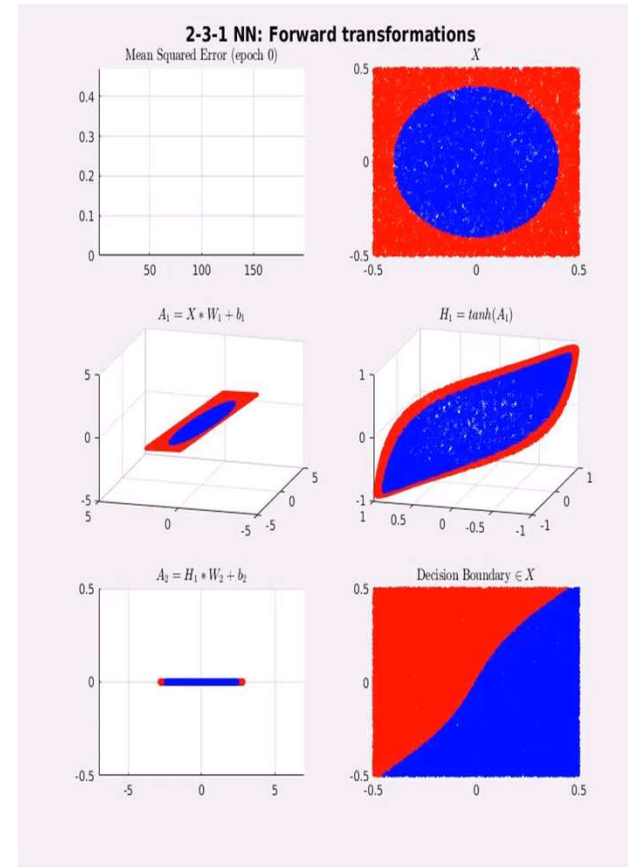 2-3-1 NN: Forward transformations
Mean Squared Error (epoch 0)
0.4
0.3
0.2
0.1
0
50 100 150
X
0.5
0
-0.5
-0.5 0 0.5
A₁ = X ∗ W₁ + b₁
5
0
-5
5 0 -5
-5 0 5
H₁ = tanh(A₁)
1
0
-1
1 0.5 0 -0.5 -1
-1 0 1
A₂ = H₁ ∗ W₂ + b₂
0.5
0
-0.5
-5 0 5
Decision Boundary ∈ X
0.5
0
-0.5
-0.5 0 0.5